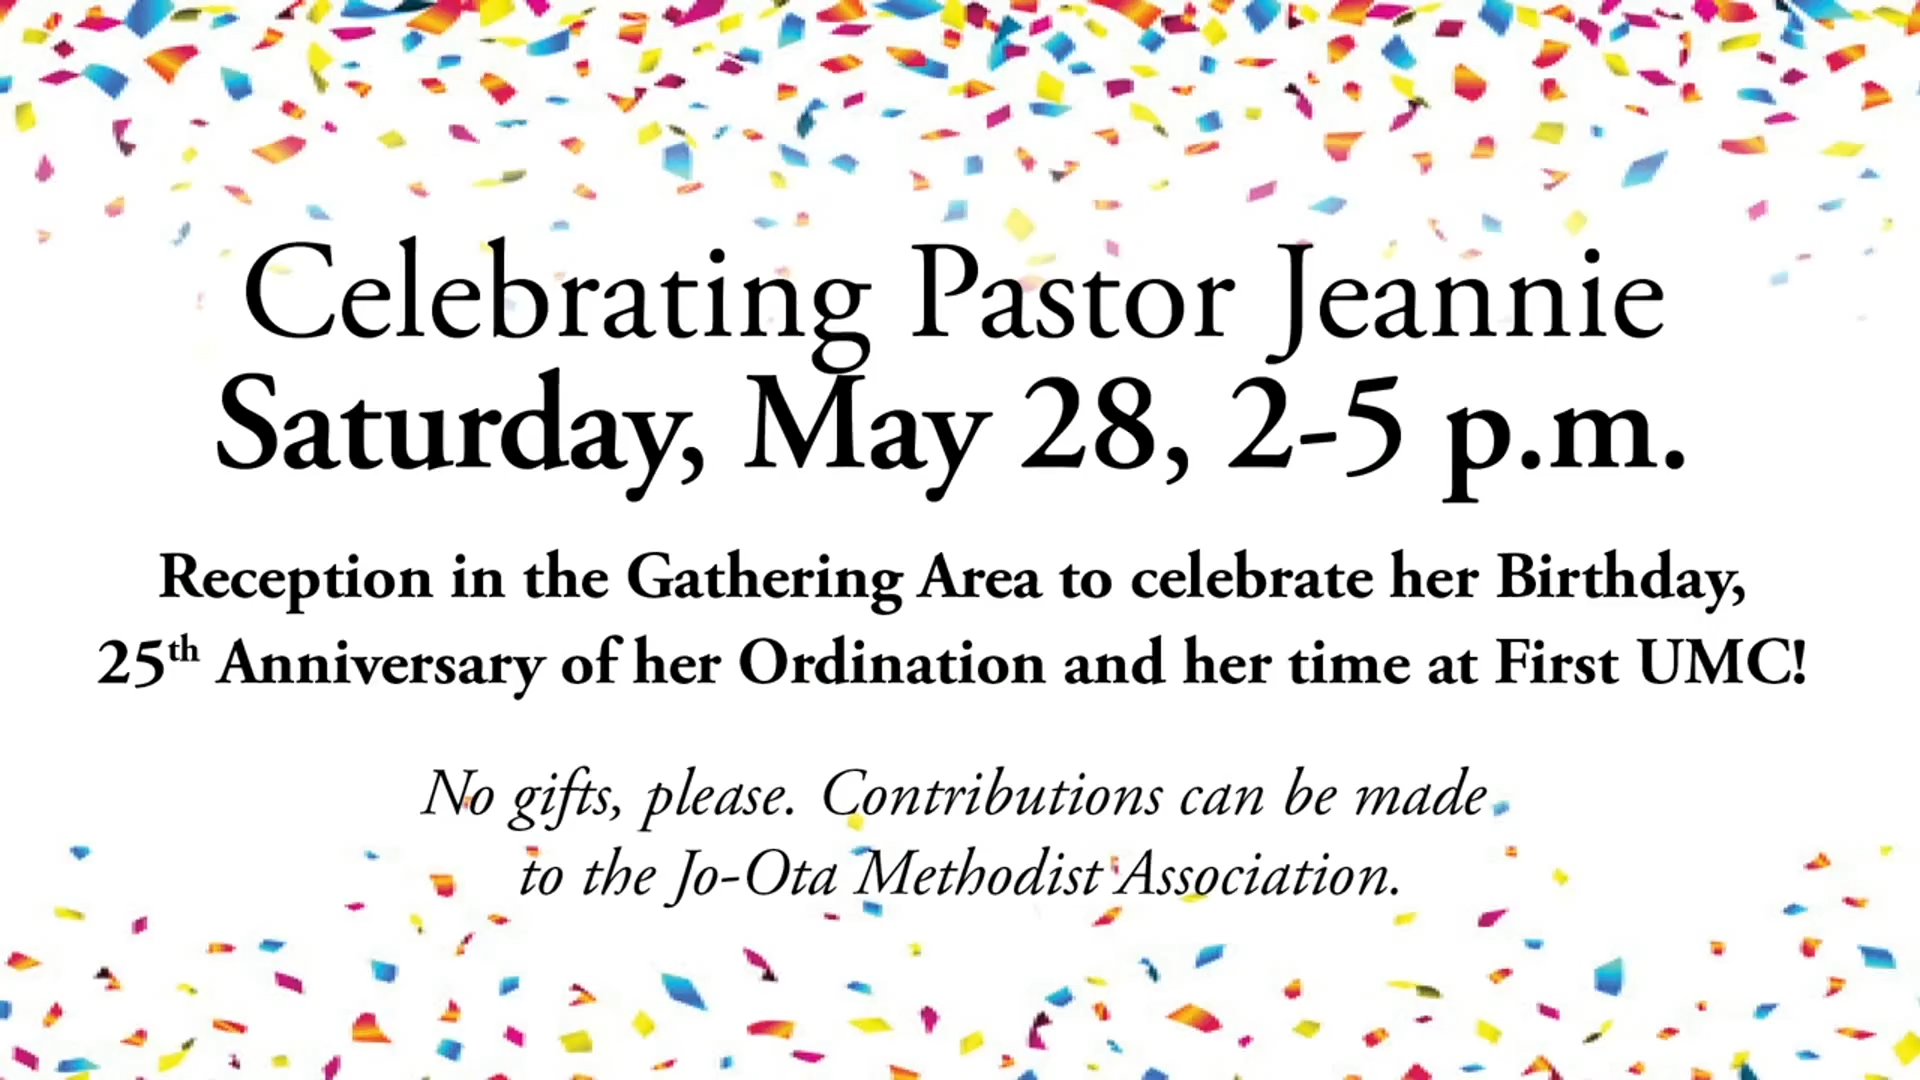 Celebrating Pastor Jeannie
Saturday, May 28, 2-5 p.m.
Reception in the Gathering Area to celebrate her Birthday,
25th Anniversary of her Ordination and her time at First UMC!
No gifts, please. Contributions can be made
to the Jo-Ota Methodist Association.